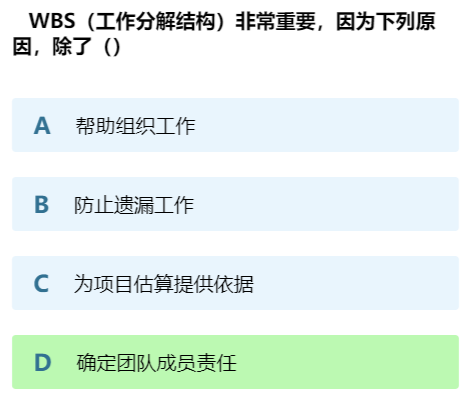 WBS（工作分解结构）非常重要，因为下列原
因，除了（）
A 帮助组织工作
B 防止遗漏工作
C 为项目估算提供依据
D 确定团队成员责任